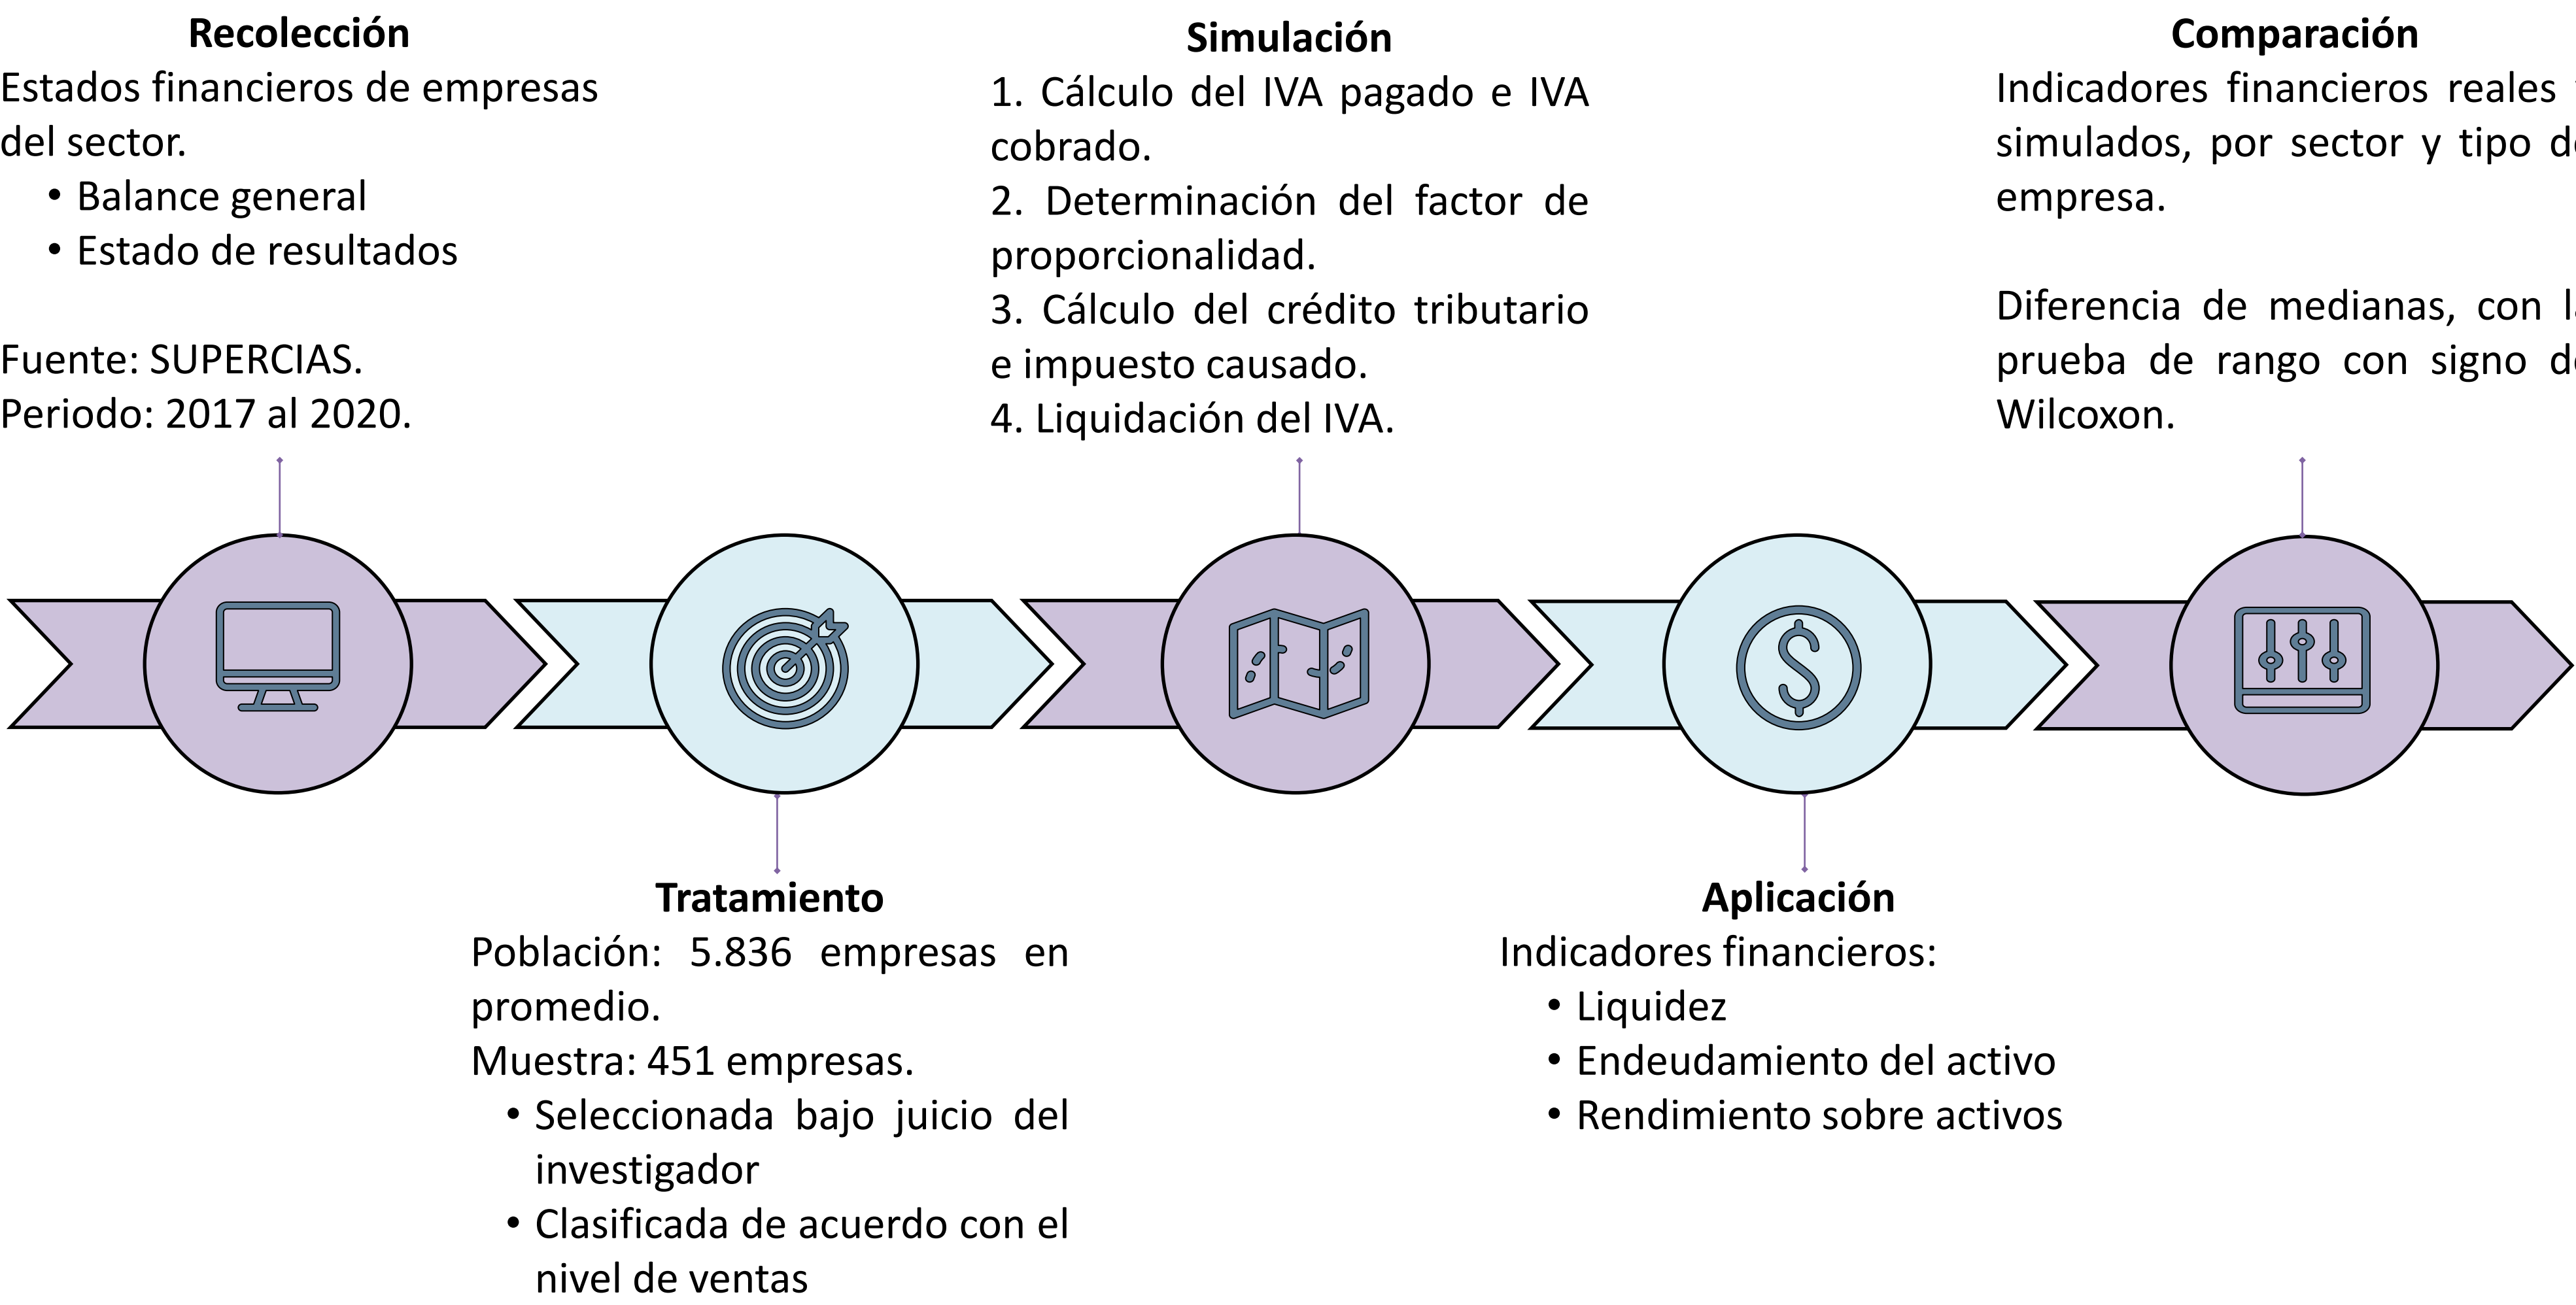 Recolección
Estados financieros de empresas
del sector.
• Balance general
• Estado de resultados
Fuente: SUPERCIAS.
Periodo: 2017 al 2020.
Tratamiento
Población: 5.836 empresas en
promedio.
Muestra: 451 empresas.
• Seleccionada bajo juicio del
investigador
• Clasificada de acuerdo con el
nivel de ventas
Simulación
1. Cálculo del IVA pagado e IVA
cobrado.
2. Determinación del factor de
proporcionalidad.
3. Cálculo del crédito tributario
e impuesto causado.
4. Liquidación del IVA.
Aplicación
Indicadores financieros:
• Liquidez
• Endeudamiento del activo
• Rendimiento sobre activos
Comparación
Indicadores financieros reales
simulados, por sector y tipo
empresa.
Diferencia de medianas, con
prueba de rango con signo
Wilcoxon.